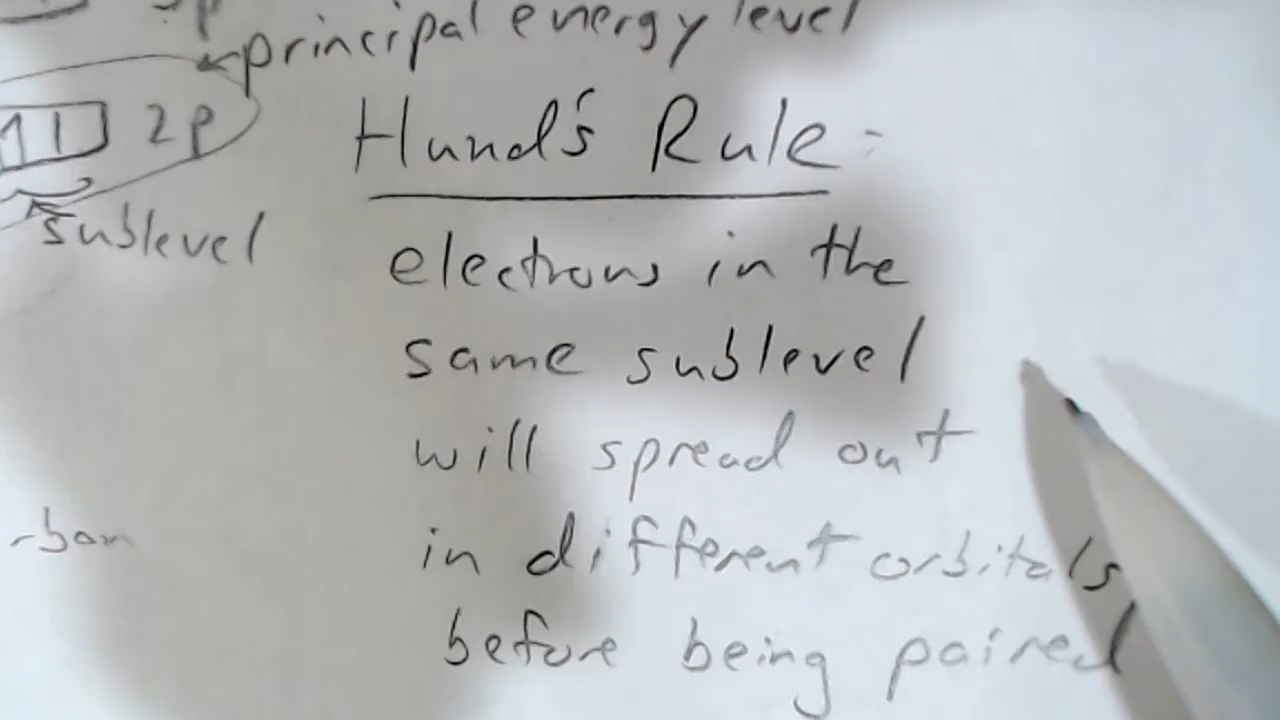 principal energy level
2p
Hund's Rule:
sublevel
electrons in the
same sublevel
will spread out
in different orbitals
before being paired